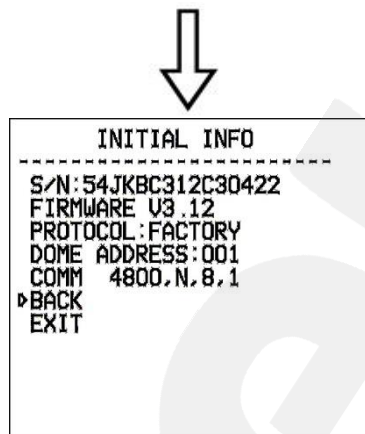 INITIAL INFO
S/N:54JKBC312C30422
FIRMWARE V3.12
PROTOCOL:FACTORY
DOME ADDRESS:001
COMM 4800,N,8,1
BACK
EXIT